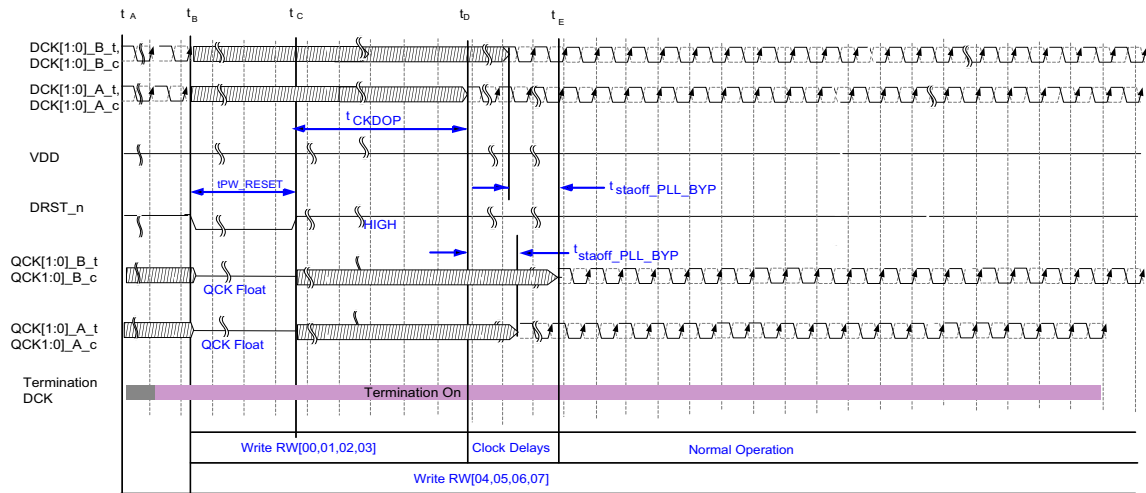 t A t B t C t D t E
DCK[1:0]_B_t,
DCK[1:0]_B_c
DCK[1:0]_A_t,
DCK[1:0]_A_c
t CKDOP
VDD
tPW_RESET
t staoff_PLL_BYP
DRST_n
HIGH
t staoff_PLL_BYP
QCK[1:0]_B_t
QCK1:0]_B_c
QCK Float
QCK[1:0]_A_t
QCK1:0]_A_c
QCK Float
Termination
DCK
Termination On
Write RW[00,01,02,03] Clock Delays Normal Operation
Write RW[04,05,06,07]